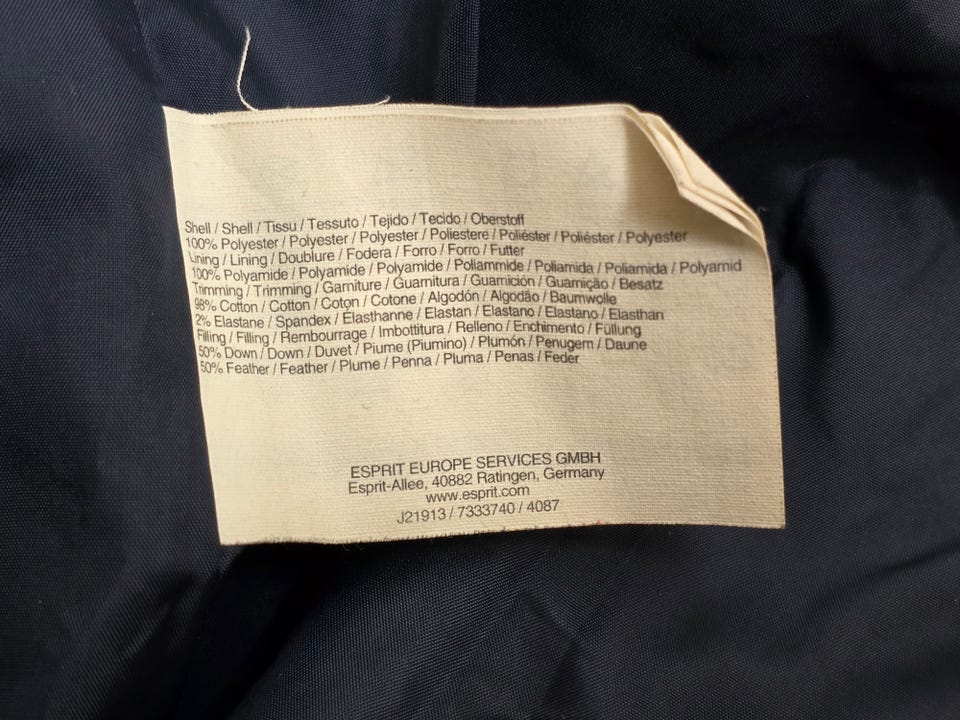 Shell / Shell / Tissu / Tessuto / Tejido / Tecido / Oberstoff
100% Polyester / Polyester / Polyester / Poliestere / Poliéster / Poliéster / Polyester
Lining / Lining / Doublure / Fodera / Forro / Forro / Futter
100% Polyamide / Polyamide / Polyamide / Poliammide / Poliamida / Poliamida / Polyamid
Trimming / Trimming / Garniture / Guarnitura / Guarnición / Guarnição / Besatz
98% Cotton / Cotton / Coton / Cotone / Algodón / Algodão / Baumwolle
2% Elastane / Spandex / Elasthanne / Elastan / Elastano / Elastano / Elasthan
Filling / Filling / Rembourrage / Imbottitura / Relleno / Enchimento / Füllung
50% Down / Down / Duvet / Piume (Piumino) / Plumón / Penugem / Daune
50% Feather / Feather / Plume / Penna / Pluma / Penas / Feder
ESPRIT EUROPE SERVICES GMBH
Esprit-Allee, 40882 Ratingen, Germany
www.esprit.com
J21913 / 7333740 / 4087